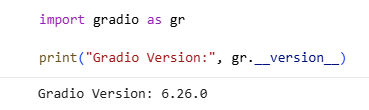 import gradio as gr
print("Gradio Version:", gr.__version__)
Gradio Version: 6.26.0